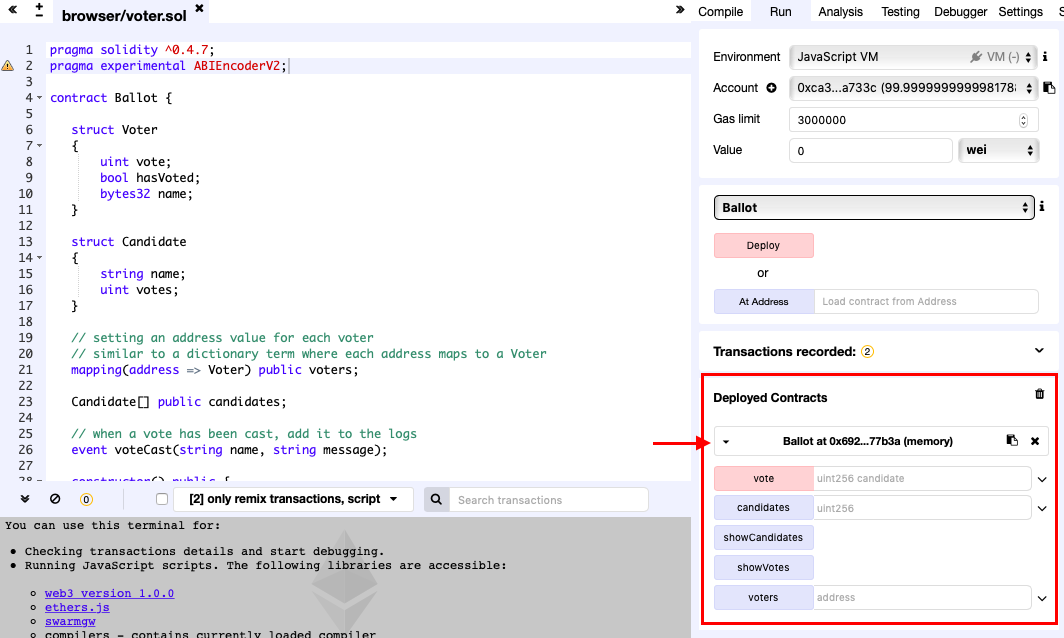 browser/voter.sol
1 pragma solidity ^0.4.7;
2 pragma experimental ABIEncoderV2;
3
4 contract Ballot {
5
6 struct Voter
7 {
8 uint vote;
9 bool hasVoted;
10 bytes32 name;
11 }
12
13 struct Candidate
14 {
15 string name;
16 uint votes;
17 }
18
19 // setting an address value for each voter
20 // similar to a dictionary term where each address maps to a Voter
21 mapping(address => Voter) public voters;
22
23 Candidate[] public candidates;
24
25 // when a vote has been cast, add it to the logs
26 event voteCast(string name, string message);
27
28 constructor() public {
0 [2] only remix transactions, script Search transactions
You can use this terminal for:
• Checking transactions details and start debugging.
• Running JavaScript scripts. The following libraries are accessible:
web3 version 1.0.0
ethers.js
swarmgw
compilers - contains currently loaded compiler
Compile Run Analysis Testing Debugger Settings S
Environment JavaScript VM VM (-)
Account 0xca3...a733c (99.9999999999981788
Gas limit 3000000
Value 0 wei
Ballot
Deploy
or
At Address Load contract from Address
Transactions recorded: 2
Deployed Contracts
Ballot at 0x692...77b3a (memory)
vote uint256 candidate
candidates uint256
showCandidates
showVotes
voters address